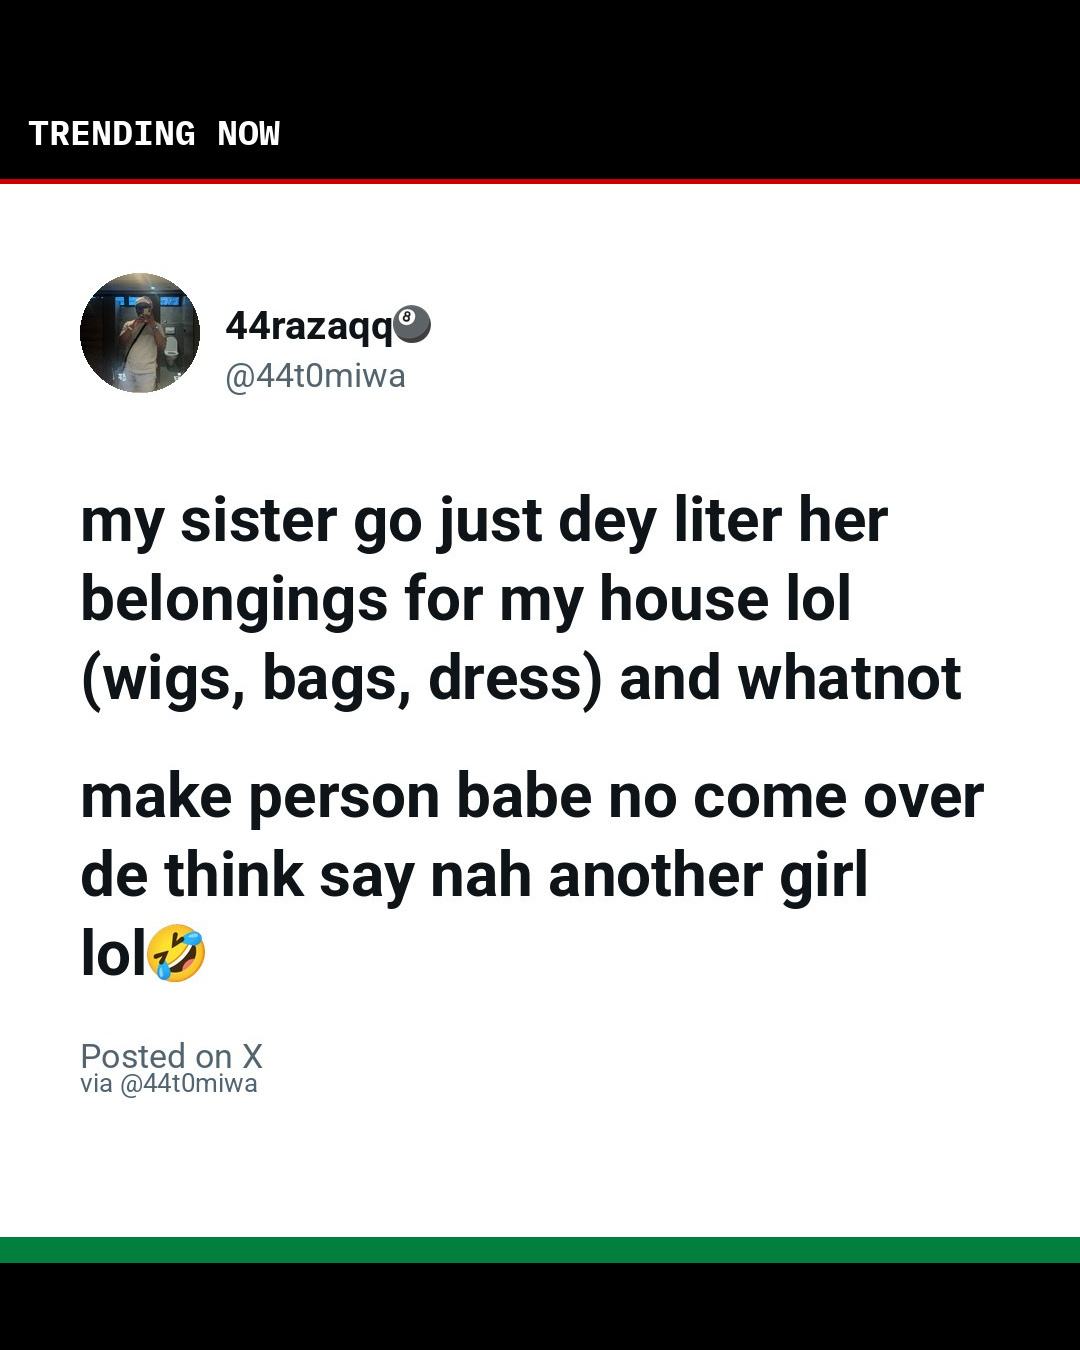 TRENDING NOW
44razaqq🎱
@44t0miwa
my sister go just dey liter her
belongings for my house lol
(wigs, bags, dress) and whatnot
make person babe no come over
de think say nah another girl
lol🤣
Posted on X
via @44t0miwa